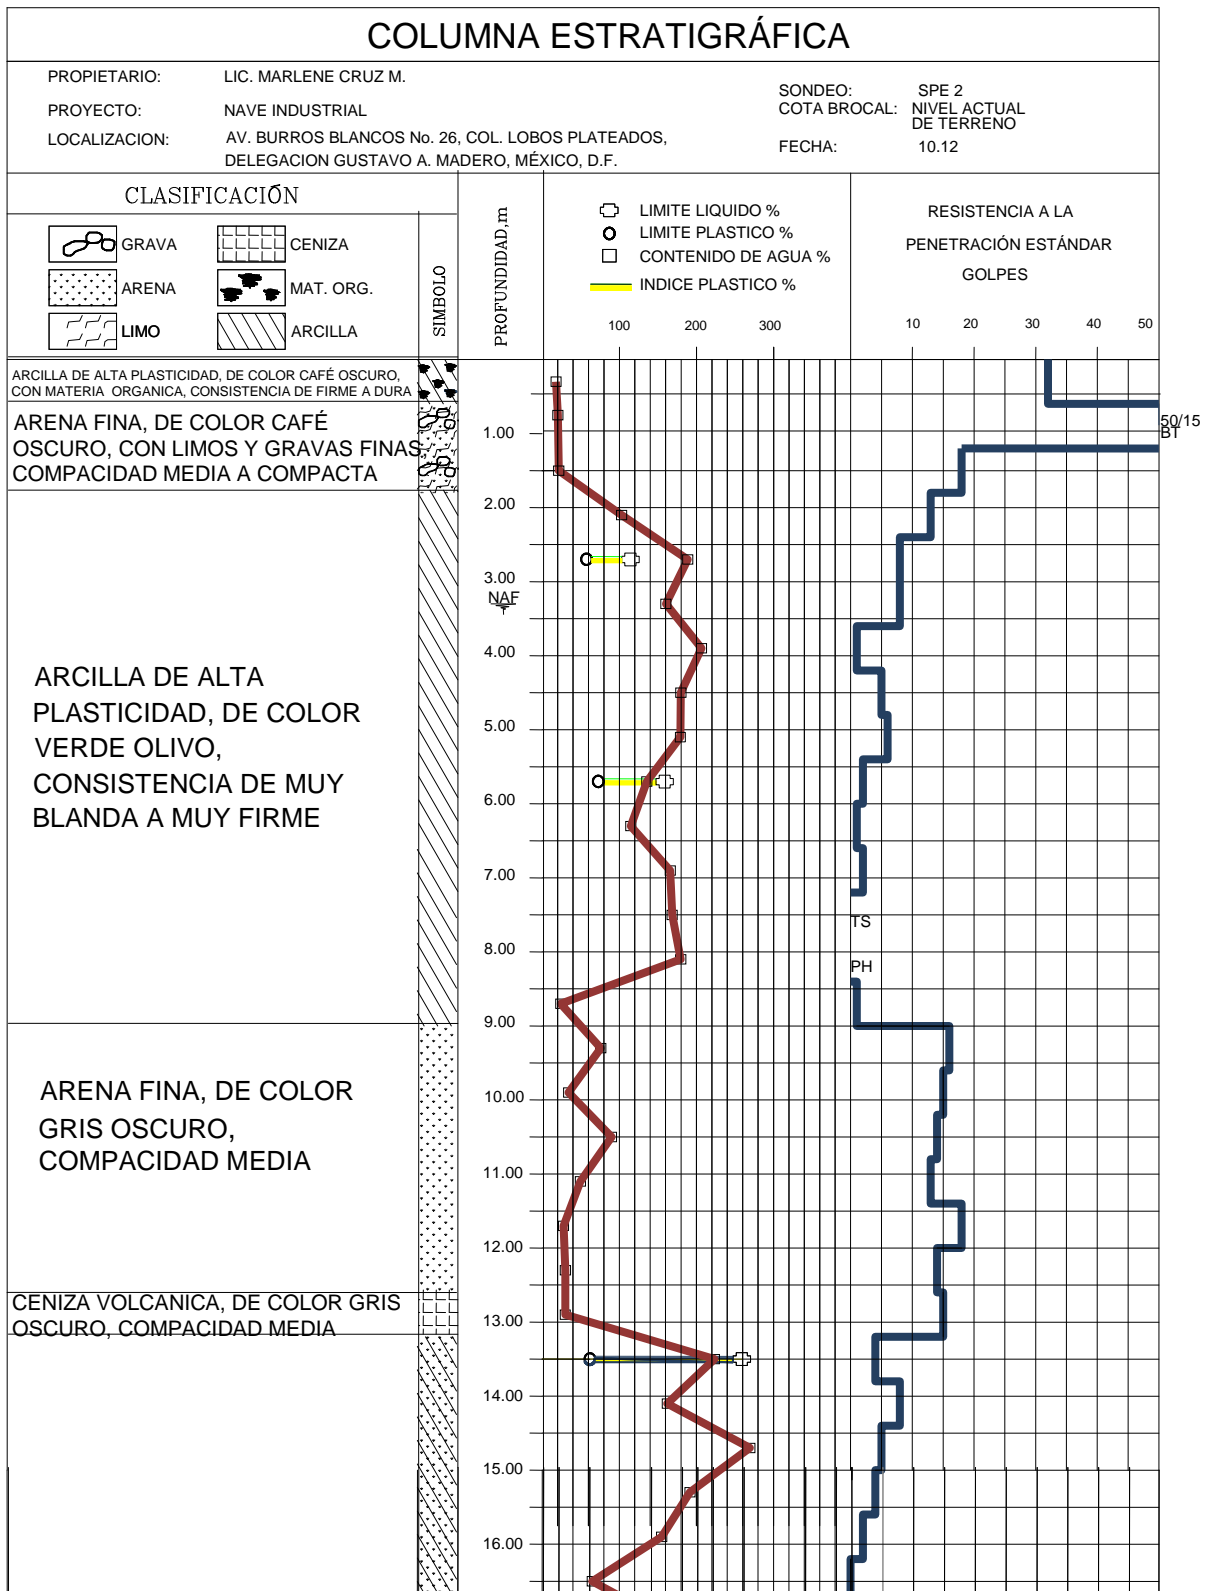 COLUMNA ESTRATIGRÁFICA
PROPIETARIO: LIC. MARLENE CRUZ M.
PROYECTO: NAVE INDUSTRIAL
LOCALIZACION: AV. BURROS BLANCOS No. 26, COL. LOBOS PLATEADOS,
DELEGACION GUSTAVO A. MADERO, MÉXICO, D.F.
SONDEO: SPE 2
COTA BROCAL: NIVEL ACTUAL
DE TERRENO
FECHA: 10.12
CLASIFICACIÓN
GRAVA CENIZA
ARENA MAT. ORG.
LIMO ARCILLA
SIMBOLO
PROFUNDIDAD,m
LIMITE LIQUIDO %
LIMITE PLASTICO %
CONTENIDO DE AGUA %
INDICE PLASTICO %
100 200 300
RESISTENCIA A LA
PENETRACIÓN ESTÁNDAR
GOLPES
10 20 30 40 50
ARCILLA DE ALTA PLASTICIDAD, DE COLOR CAFÉ OSCURO,
CON MATERIA ORGANICA, CONSISTENCIA DE FIRME A DURA
ARENA FINA, DE COLOR CAFÉ
OSCURO, CON LIMOS Y GRAVAS FINAS,
COMPACIDAD MEDIA A COMPACTA
ARCILLA DE ALTA
PLASTICIDAD, DE COLOR
VERDE OLIVO,
CONSISTENCIA DE MUY
BLANDA A MUY FIRME
ARENA FINA, DE COLOR
GRIS OSCURO,
COMPACIDAD MEDIA
CENIZA VOLCANICA, DE COLOR GRIS
OSCURO, COMPACIDAD MEDIA
1.00
2.00
3.00
NAF
4.00
5.00
6.00
7.00
8.00
9.00
10.00
11.00
12.00
13.00
14.00
15.00
16.00
50/15
BT
TS
PH